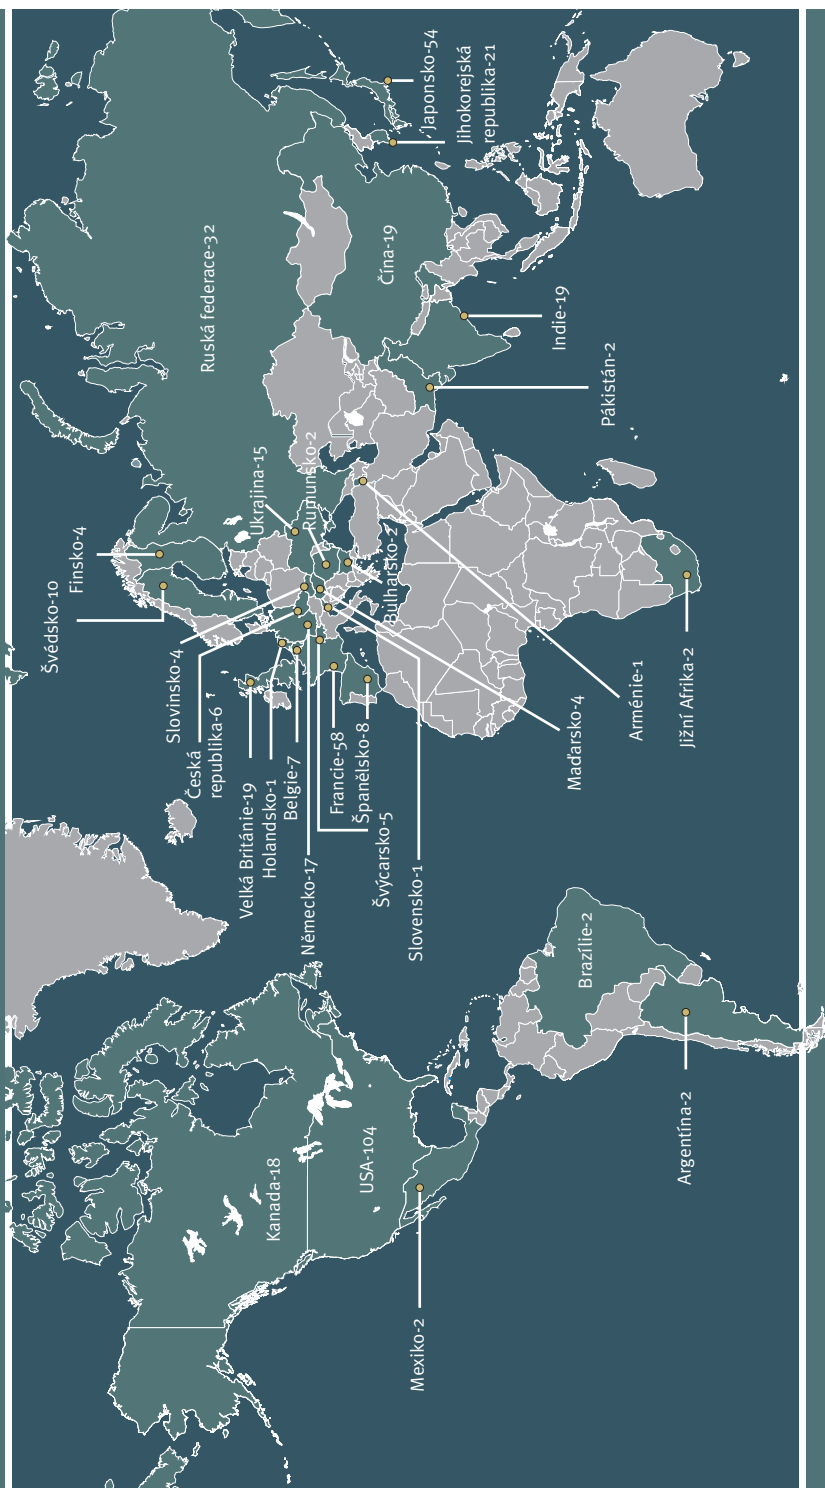 Kanada-18
USA-104
Mexiko-2
Argentína-2
Brazílie-2
Švédsko-10
Finsko-4
Slovinsko-4
Česká
republika-6
Velká Británie-19
Holandsko-1
Belgie-7
Německo-17
Francie-58
Španělsko-8
Švýcarsko-5
Slovensko-1
Maďarsko-4
Arménie-1
Jižní Afrika-2
Ukrajina-15
Rumunsko-2
Bulharsko-2
Ruská federace-32
Čína-19
Indie-19
Pákistán-2
Japonsko-54
Jihokorejská
republika-21